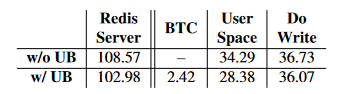 Redis Server BTC User Space Do Write
w/o UB 108.57 – 34.29 36.73
w/ UB 102.98 2.42 28.38 36.07